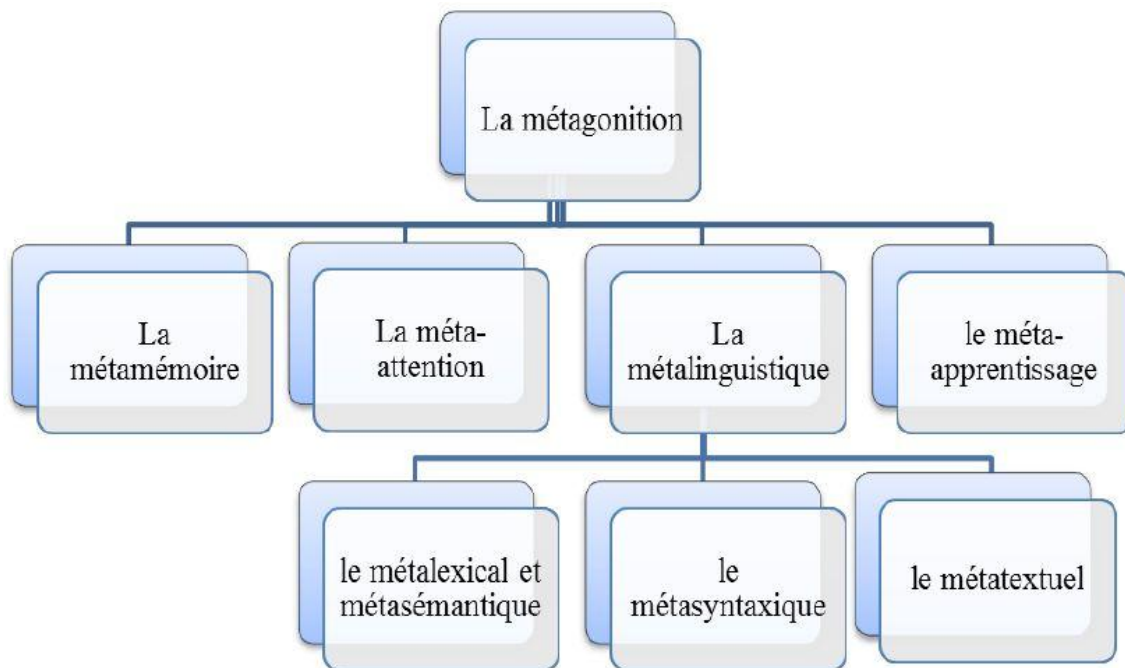 La métagonition
La
métamémoire
La méta-
attention
La
métalinguistique
le méta-
apprentissage
le métalexical et
métasémantique
le
métasyntaxique
le métatextuel